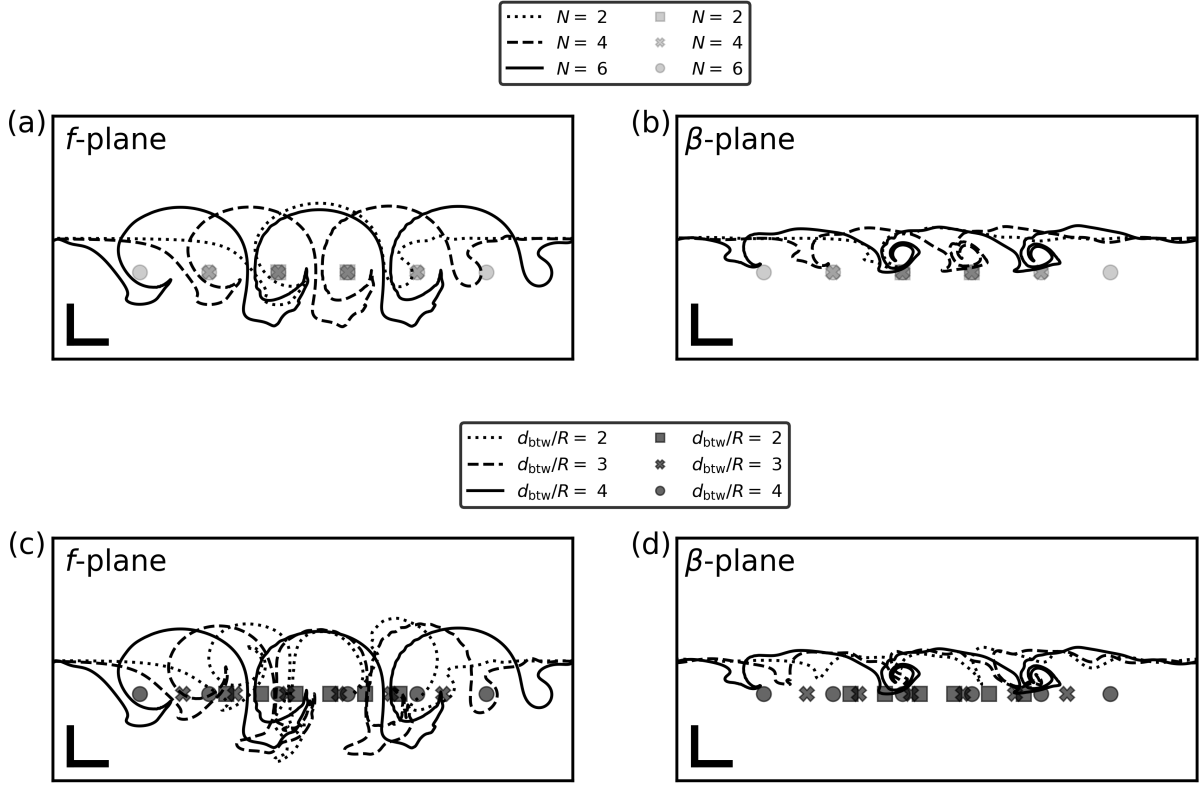 N = 2 N = 2
N = 4 N = 4
N = 6 N = 6
(a) f-plane
(b) β-plane
d_btw/R = 2 d_btw/R = 2
d_btw/R = 3 d_btw/R = 3
d_btw/R = 4 d_btw/R = 4
(c) f-plane
(d) β-plane